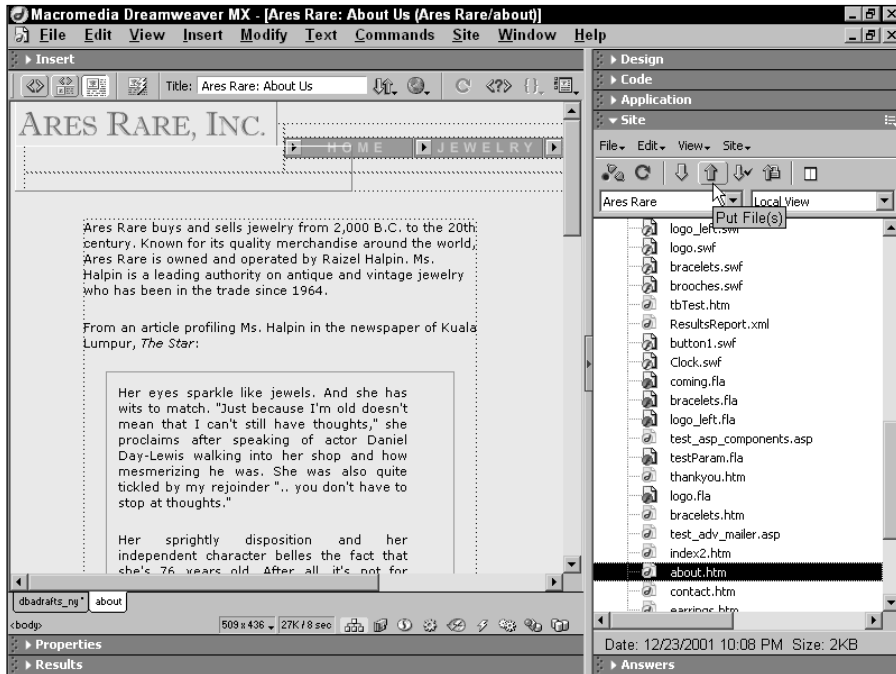 Macromedia Dreamweaver MX - [Ares Rare: About Us (Ares Rare/about)]
File Edit View Insert Modify Text Commands Site Window Help
Insert
Title: Ares Rare: About Us
ARES RARE, INC.
HOME JEWELRY
Ares Rare buys and sells jewelry from 2,000 B.C. to the 20th
century. Known for its quality merchandise around the world,
Ares Rare is owned and operated by Raizel Halpin. Ms.
Halpin is a leading authority on antique and vintage jewelry
who has been in the trade since 1964.
From an article profiling Ms. Halpin in the newspaper of Kuala
Lumpur, The Star:
Her eyes sparkle like jewels. And she has
wits to match. "Just because I'm old doesn't
mean that I can't still have thoughts," she
proclaims after speaking of actor Daniel
Day-Lewis walking into her shop and how
mesmerizing he was. She was also quite
tickled by my rejoinder ".. you don't have to
stop at thoughts."
Her sprightly disposition and her
independent character belles the fact that
she's 76 years old. After all, it's not for
dbadrafts_ng* about
<body> 509 x 436 27K / 8 sec
Properties
Results
Design
Code
Application
Site
File Edit View Site
Ares Rare Local View
Put File(s)
logo_left.swf
logo.swf
bracelets.swf
brooches.swf
tbTest.htm
ResultsReport.xml
button1.swf
Clock.swf
coming.fla
bracelets.fla
logo_left.fla
test_asp_components.asp
testParam.fla
thankyou.htm
logo.fla
bracelets.htm
test_adv_mailer.asp
index2.htm
about.htm
contact.htm
earrings.htm
Date: 12/23/2001 10:08 PM Size: 2KB
Answers